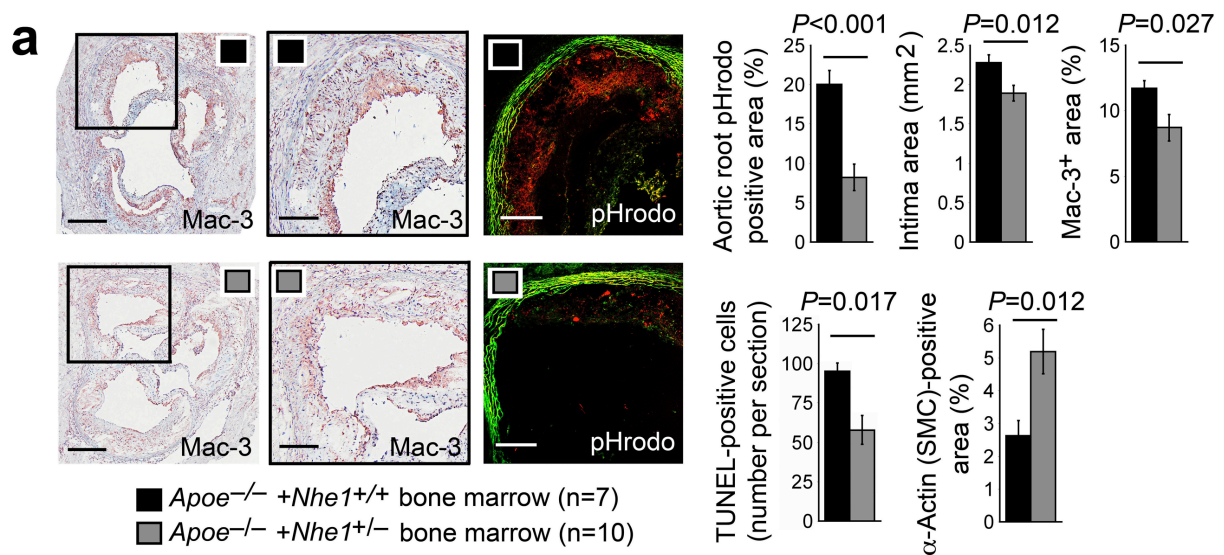 a
Mac-3
Mac-3
pHrodo
Mac-3
Mac-3
pHrodo
Apoe–/– +Nhe1+/+ bone marrow (n=7)
Apoe–/– +Nhe1+/– bone marrow (n=10)
P<0.001
Aortic root pHrodo
positive area (%)
25
20
15
10
5
0
P=0.012
Intima area (mm2)
2.5
2
1.5
1
0.5
0
P=0.027
Mac-3+ area (%)
15
10
5
0
P=0.017
TUNEL-positive cells
(number per section)
125
100
75
50
25
0
P=0.012
α-Actin (SMC)-positive
area (%)
6
5
4
3
2
1
0